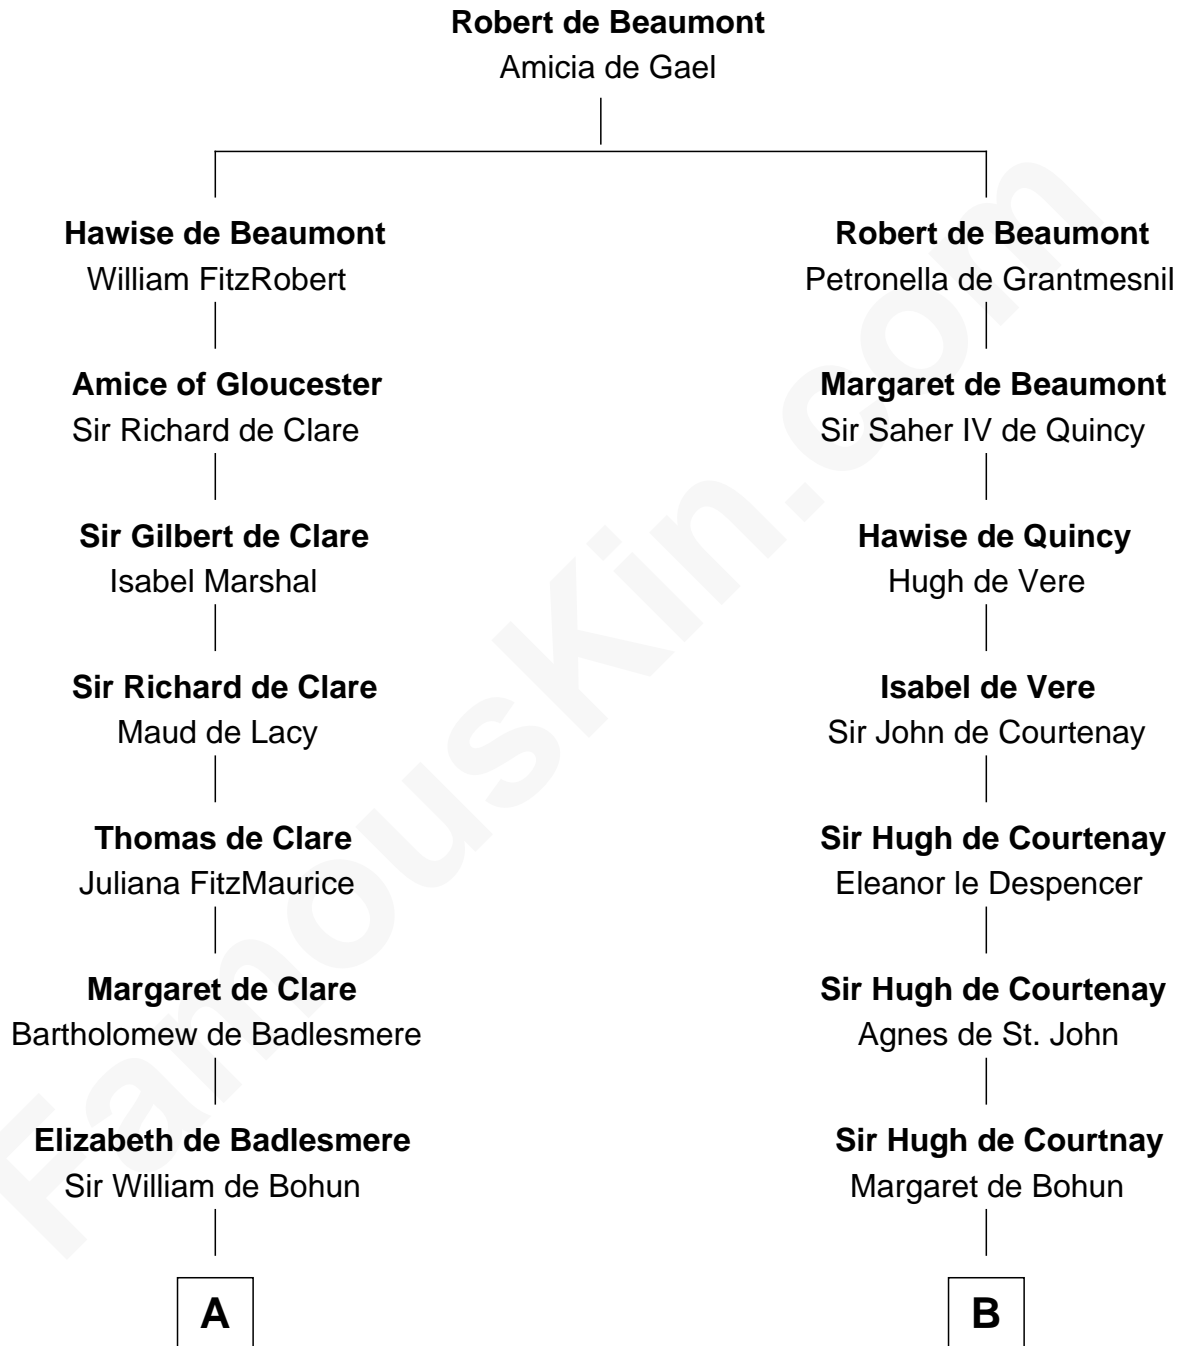 Robert de Beaumont
Amicia de Gael
Hawise de Beaumont
William FitzRobert
Robert de Beaumont
Petronella de Grantmesnil
Amice of Gloucester
Sir Richard de Clare
Margaret de Beaumont
Sir Saher IV de Quincy
Sir Gilbert de Clare
Isabel Marshal
Hawise de Quincy
Hugh de Vere
Sir Richard de Clare
Maud de Lacy
Isabel de Vere
Sir John de Courtenay
Thomas de Clare
Juliana FitzMaurice
Sir Hugh de Courtenay
Eleanor le Despencer
Margaret de Clare
Bartholomew de Badlesmere
Sir Hugh de Courtenay
Agnes de St. John
Elizabeth de Badlesmere
Sir William de Bohun
Sir Hugh de Courtnay
Margaret de Bohun
A
B
FamousKin.com